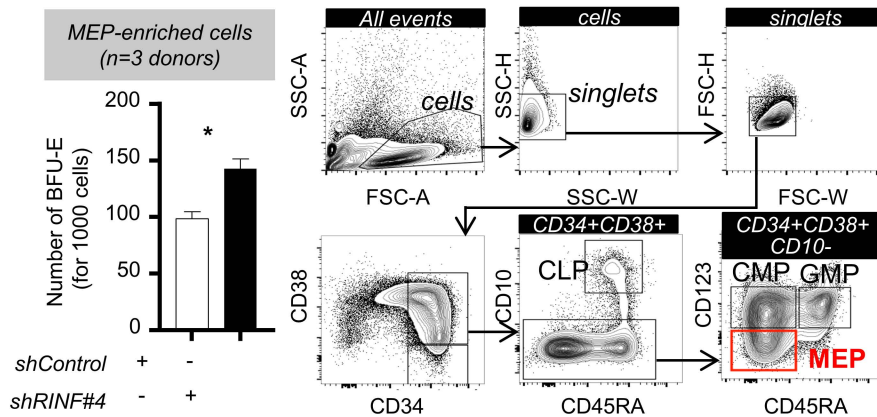 MEP-enriched cells
(n=3 donors)
Number of BFU-E
(for 1000 cells)
200
150
100
50
0
*
shControl + -
shRINF#4 - +
All events
cells
singlets
SSC-A
cells
FSC-A
SSC-H
singlets
SSC-W
FSC-H
FSC-W
CD38
CD34
CD34+CD38+
CD10
CLP
CD45RA
CD34+CD38+
CD10-
CD123
CMP GMP
MEP
CD45RA